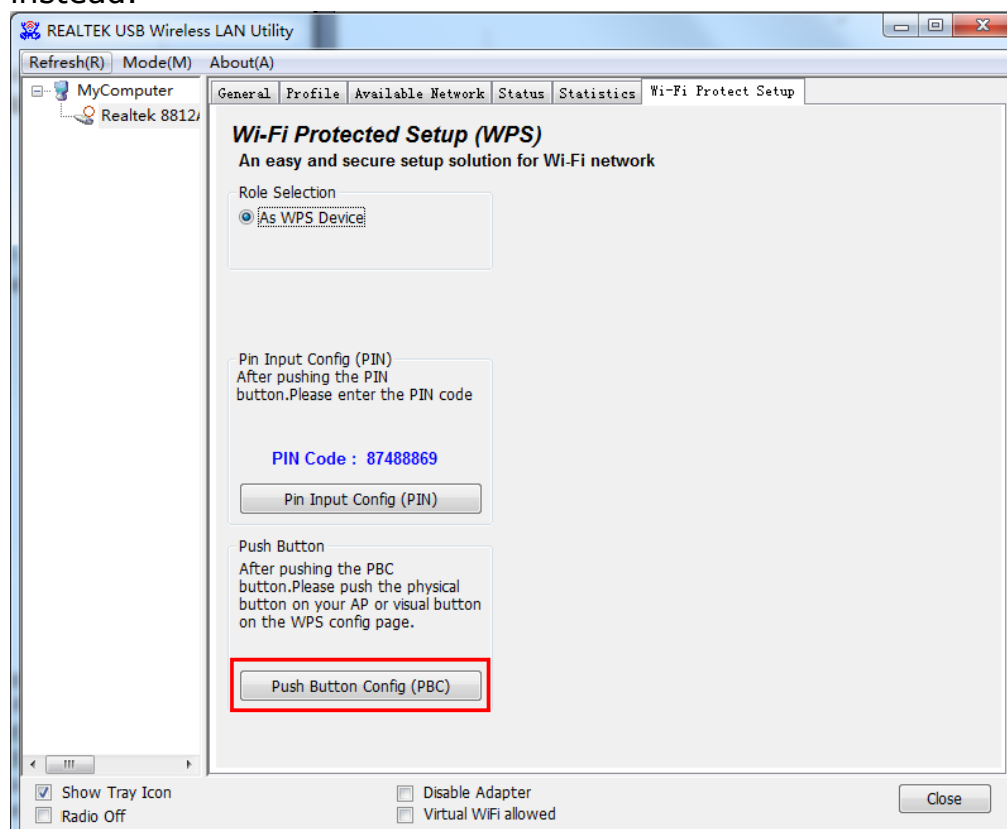 instead.
REALTEK USB Wireless LAN Utility
Refresh(R) Mode(M) About(A)
MyComputer
Realtek 8812A
General Profile Available Network Status Statistics Wi-Fi Protect Setup
Wi-Fi Protected Setup (WPS)
An easy and secure setup solution for Wi-Fi network
Role Selection
As WPS Device
Pin Input Config (PIN)
After pushing the PIN
button.Please enter the PIN code
PIN Code : 87488869
Pin Input Config (PIN)
Push Button
After pushing the PBC
button.Please push the physical
button on your AP or visual button
on the WPS config page.
Push Button Config (PBC)
Show Tray Icon
Radio Off
Disable Adapter
Virtual WiFi allowed
Close